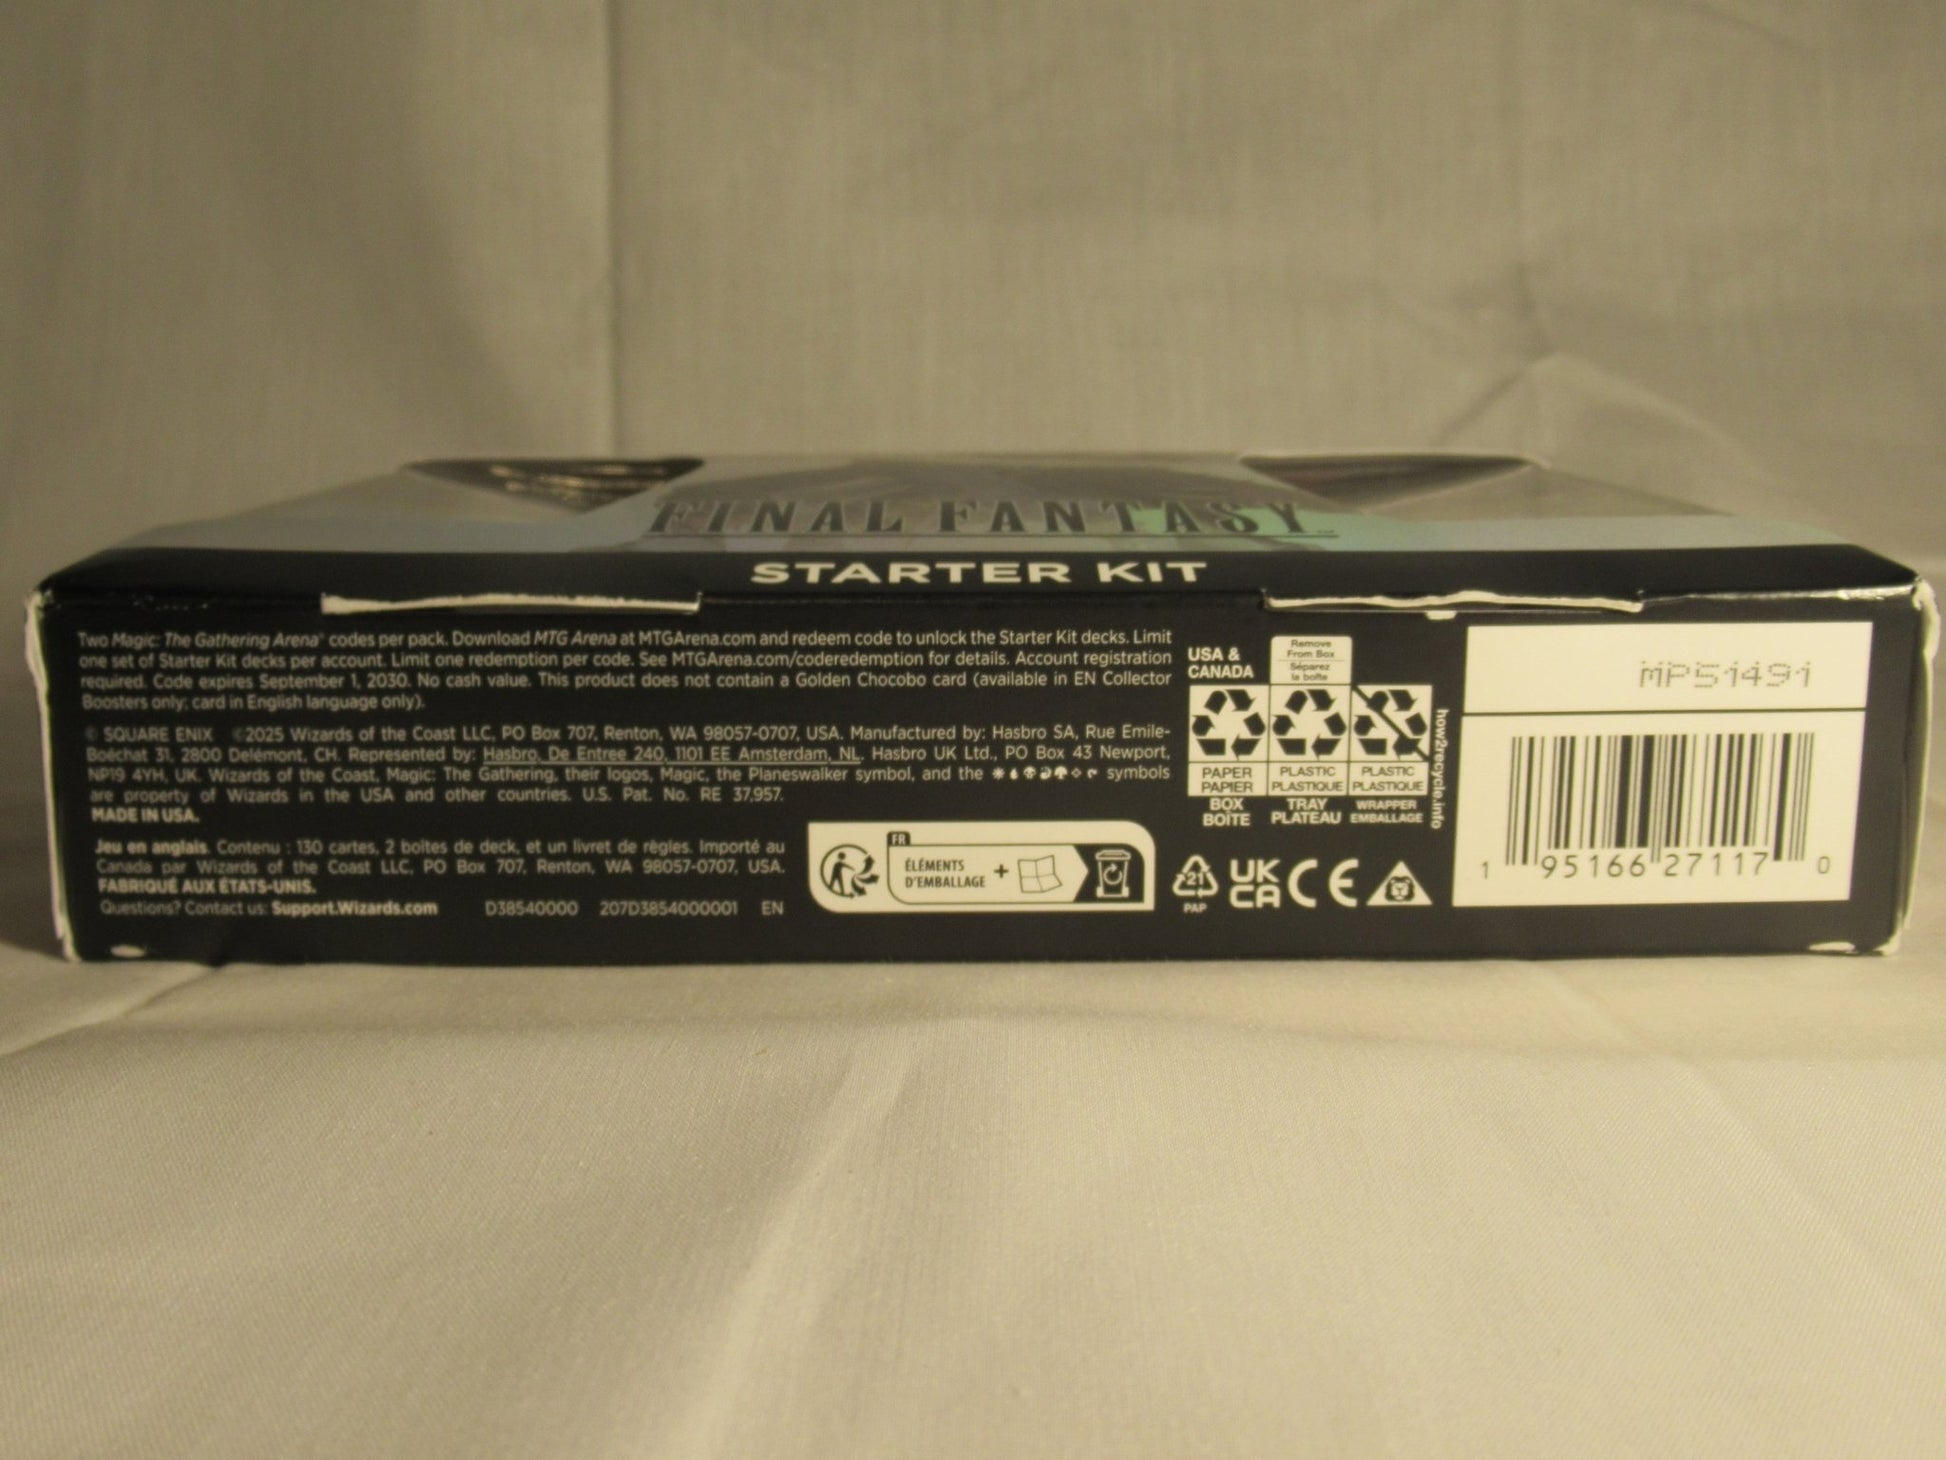 FINAL FANTASY™
STARTER KIT
Two Magic: The Gathering Arena® codes per pack. Download MTG Arena at MTGArena.com and redeem code to unlock the Starter Kit decks. Limit
one set of Starter Kit decks per account. Limit one redemption per code. See MTGArena.com/coderedemption for details. Account registration
required. Code expires September 1, 2030. No cash value. This product does not contain a Golden Chocobo card (available in EN Collector
Boosters only; card in English language only).
© SQUARE ENIX ©2025 Wizards of the Coast LLC, PO Box 707, Renton, WA 98057-0707, USA. Manufactured by: Hasbro SA, Rue Emile-
Boéchat 31, 2800 Delémont, CH. Represented by: Hasbro, De Entree 240, 1101 EE Amsterdam, NL. Hasbro UK Ltd., PO Box 43 Newport,
NP19 4YH, UK. Wizards of the Coast, Magic: The Gathering, their logos, Magic, the Planeswalker symbol, and the symbols
are property of Wizards in the USA and other countries. U.S. Pat. No. RE 37,957.
MADE IN USA.
Jeu en anglais. Contenu : 130 cartes, 2 boîtes de deck, et un livret de règles. Importé au
Canada par Wizards of the Coast LLC, PO Box 707, Renton, WA 98057-0707, USA.
FABRIQUÉ AUX ÉTATS-UNIS.
Questions? Contact us: Support.Wizards.com D38540000 207D3854000001 EN
FR
ÉLÉMENTS
D'EMBALLAGE +
USA &
CANADA
Remove
From Box
Séparez
la boîte
PAPER
PAPIER
BOX
BOÎTE
PLASTIC
PLASTIQUE
TRAY
PLATEAU
PLASTIC
PLASTIQUE
WRAPPER
EMBALLAGE
how2recycle.info
21
PAP
UK
CA
CE
MP51491
1 95166 27117 0